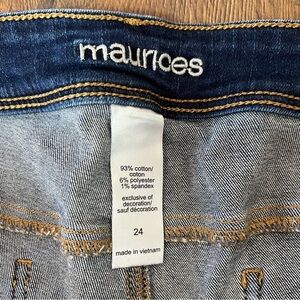 maurices
93% cotton/
coton
6% polyester
1% spandex
exclusive of
decoration/
sauf décoration
24
made in vietnam